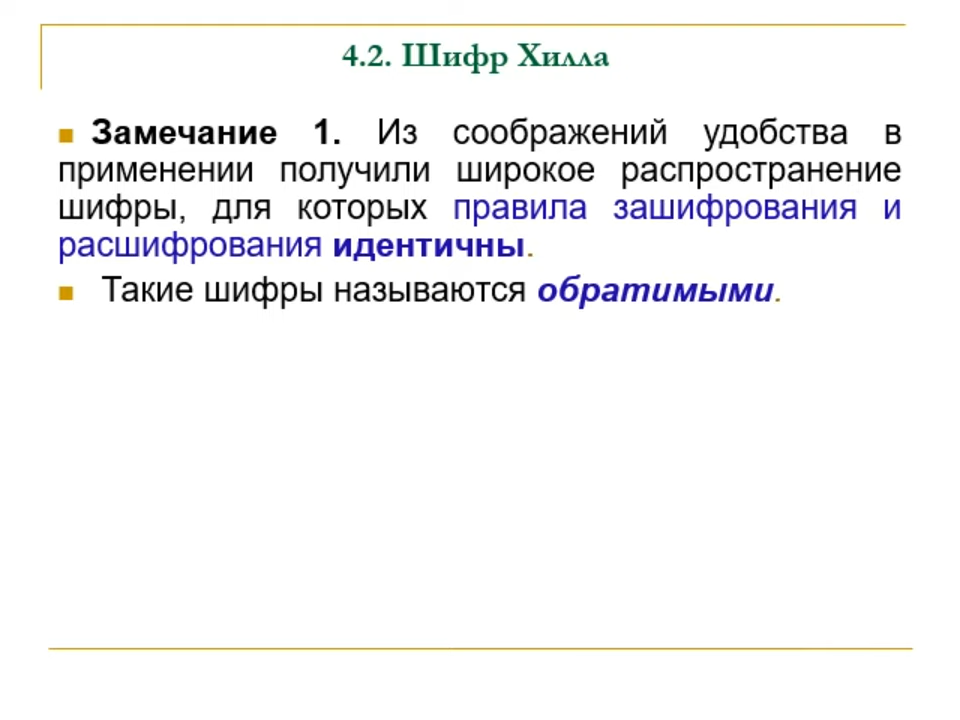 4.2. Шифр Хилла
Замечание 1. Из соображений удобства в
применении получили широкое распространение
шифры, для которых правила зашифрования и
расшифрования идентичны.
Такие шифры называются обратимыми.